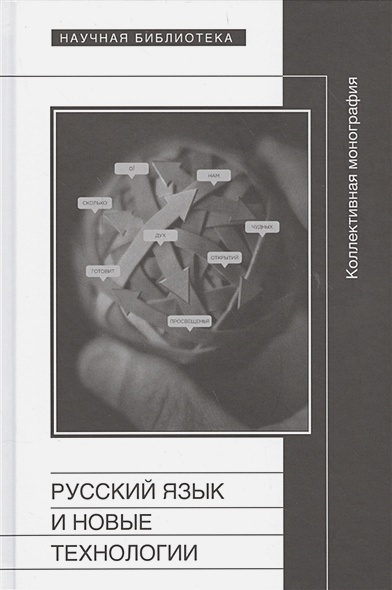 НАУЧНАЯ БИБЛИОТЕКА
Коллективная монография
О!
НАМ
СКОЛЬКО
ЧУДНЫХ
ДУХ
ОТКРЫТИЙ
ГОТОВИТ
ПРОСВЕЩЕНЬЯ
РУССКИЙ ЯЗЫК
И НОВЫЕ
ТЕХНОЛОГИИ